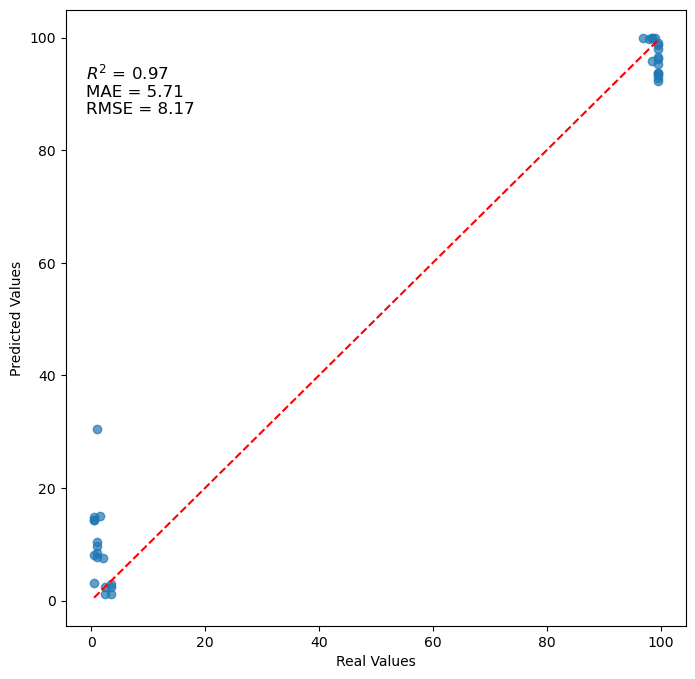 100
80
60
40
20
0
R² = 0.97
MAE = 5.71
RMSE = 8.17
Predicted Values
0 20 40 60 80 100
Real Values